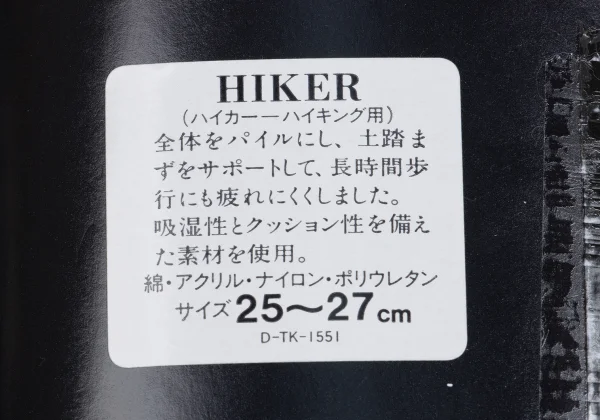 HIKER
(ハイカー―ハイキング用)
全体をパイルにし、土踏ま
ずをサポートして、長時間歩
行にも疲れにくくしました。
吸湿性とクッション性を備え
た素材を使用。
綿・アクリル・ナイロン・ポリウレタン
サイズ 25〜27cm
D-TK-1551